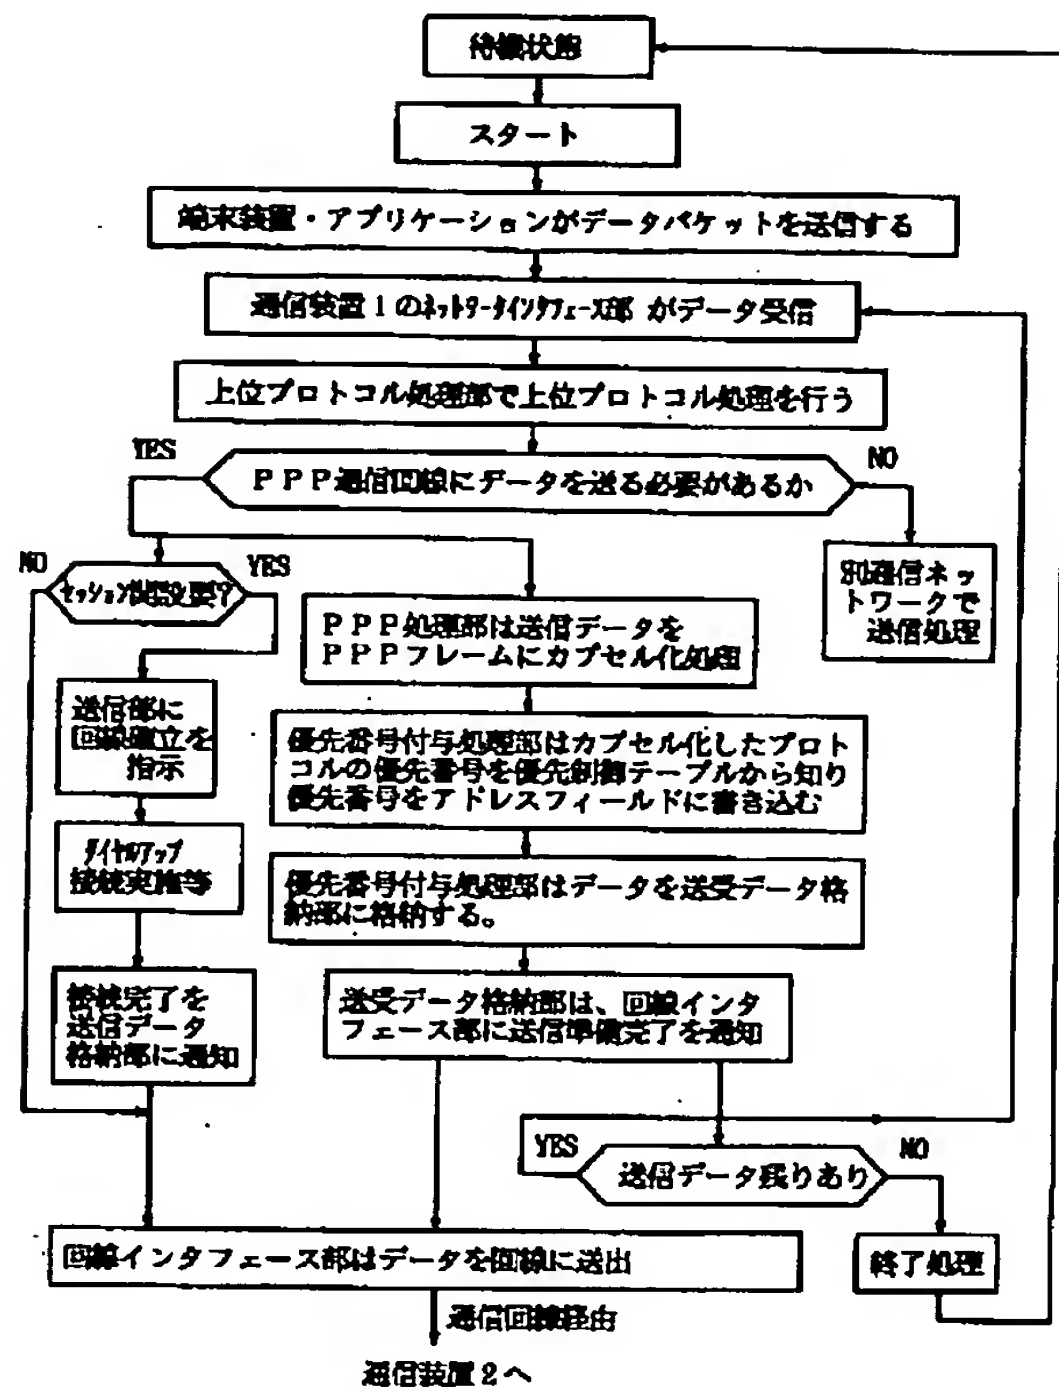 待機状態
スタート
端末装置・アプリケーションがデータパケットを送信する
通信装置1のﾈｯﾄﾜｰｸｲﾝﾀﾌｪｰｽ部 がデータ受信
上位プロトコル処理部で上位プロトコル処理を行う
YES
NO
PPP通信回線にデータを送る必要があるか
NO
YES
ｾｯｼｮﾝ開設要?
別通信ネッ
トワークで
送信処理
PPP処理部は送信データを
PPPフレームにカプセル化処理
送信部に
回線確立を
指示
優先番号付与処理部はカプセル化したプロト
コルの優先番号を優先制御テーブルから知り
優先番号をアドレスフィールドに書き込む
ﾀﾞｲﾔﾙｱｯﾌﾟ
接続実施等
優先番号付与処理部はデータを送受データ格
納部に格納する。
接続完了を
送信データ
格納部に通知
送受データ格納部は、回線インタ
フェース部に送信準備完了を通知
YES
NO
送信データ残りあり
回線インタフェース部はデータを回線に送出
終了処理
通信回線経由
通信装置2へ